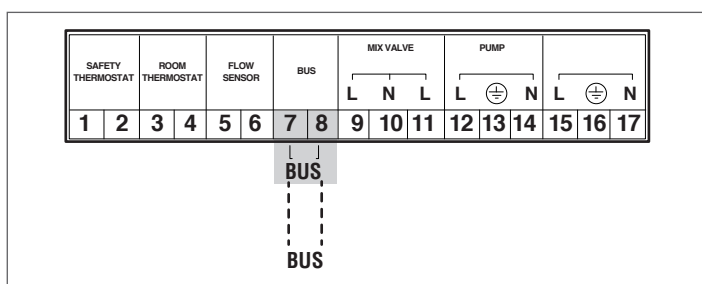 SAFETY THERMOSTAT ROOM THERMOSTAT FLOW SENSOR BUS MIX VALVE PUMP
L N L L N L N
1 2 3 4 5 6 7 8 9 10 11 12 13 14 15 16 17
BUS
BUS